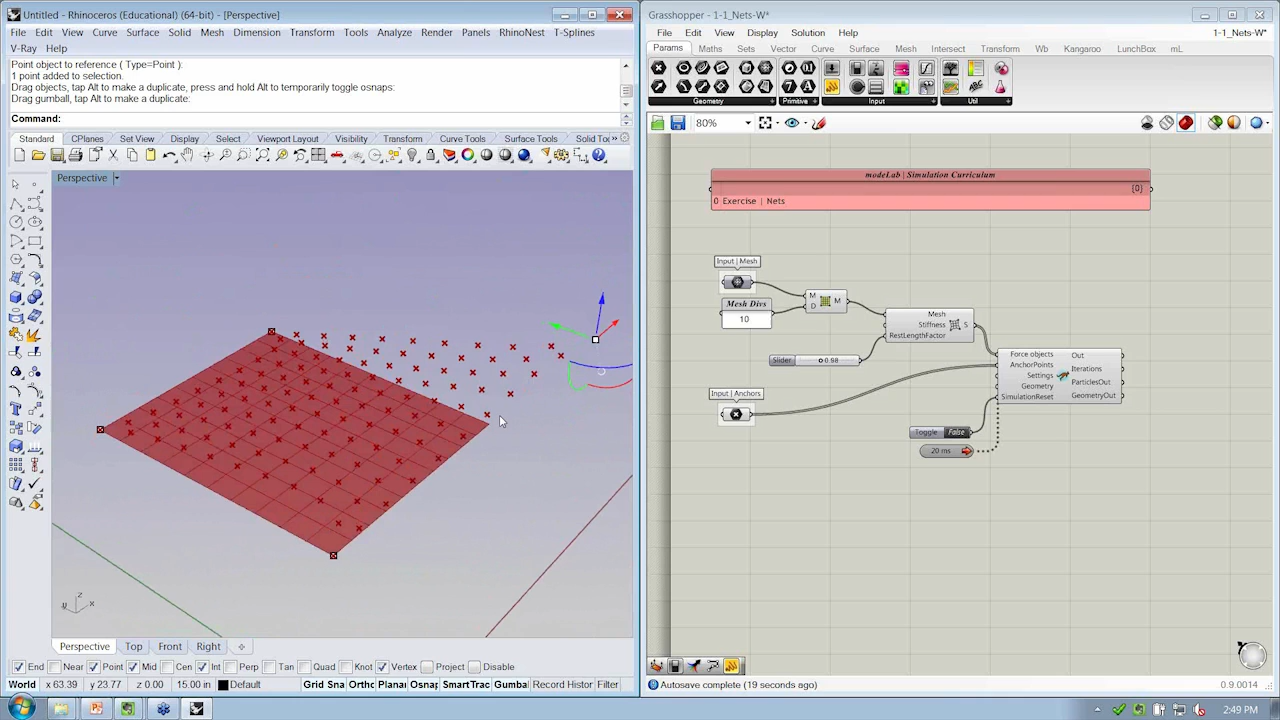 Untitled - Rhinoceros (Educational) (64-bit) - [Perspective]
File Edit View Curve Surface Solid Mesh Dimension Transform Tools Analyze Render Panels RhinoNest T-Splines
V-Ray Help
Point object to reference ( Type=Point ):
1 point added to selection.
Drag objects, tap Alt to make a duplicate, press and hold Alt to temporarily toggle osnaps:
Drag gumball, tap Alt to make a duplicate:
Command:
Standard CPlanes Set View Display Select Viewport Layout Visibility Transform Curve Tools Surface Tools Solid To
Perspective
z
y x
Perspective Top Front Right
End Near Point Mid Cen Int Perp Tan Quad Knot Vertex Project Disable
World x 63.39 y 23.77 z 0.00 15.00 in Default Grid Sna Ortho Planar Osnap SmartTrac Gumba Record Histor Filter
Grasshopper - 1-1_Nets-W*
File Edit View Display Solution Help 1-1_Nets-W*
Params Maths Sets Vector Curve Surface Mesh Intersect Transform Wb Kangaroo LunchBox mL
Geometry Primitive Input Util
80%
modeLab | Simulation Curriculum
{0}
0 Exercise | Nets
Input | Mesh
Mesh Divs
10
M
D
M
Mesh
Stiffness
RestLengthFactor
S
Slider 0.98
Input | Anchors
Force objects
AnchorPoints
Settings
Geometry
SimulationReset
Out
Iterations
ParticlesOut
GeometryOut
Toggle False
20 ms
Autosave complete (19 seconds ago) 0.9.0014
2:49 PM